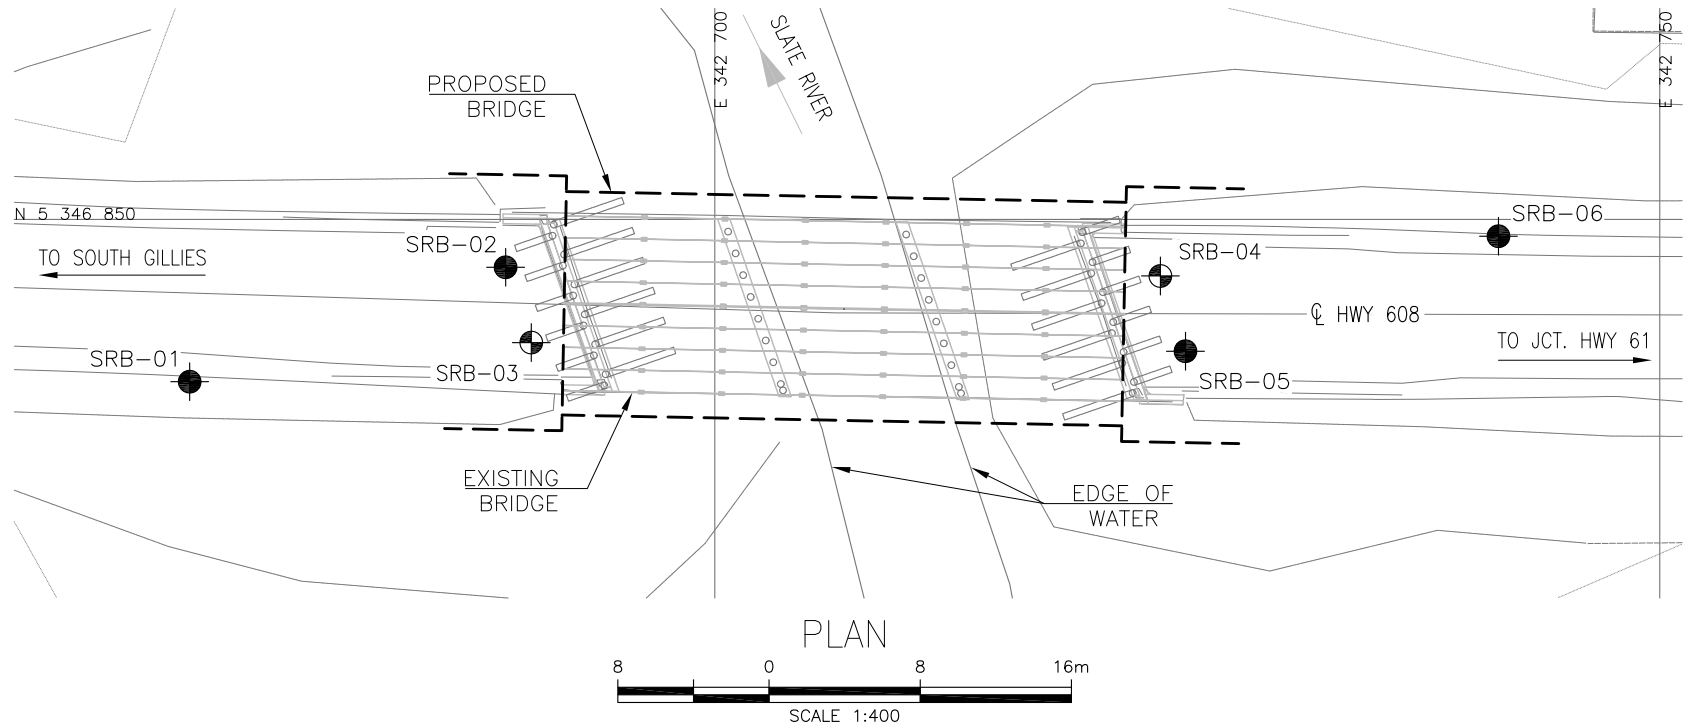 E 342 700
SLATE RIVER
E 342 750
PROPOSED
BRIDGE
N 5 346 850
SRB-06
SRB-02
SRB-04
TO SOUTH GILLIES
℄ HWY 608
TO JCT. HWY 61
SRB-01
SRB-03
SRB-05
EXISTING
BRIDGE
EDGE OF
WATER
PLAN
8 0 8 16m
SCALE 1:400